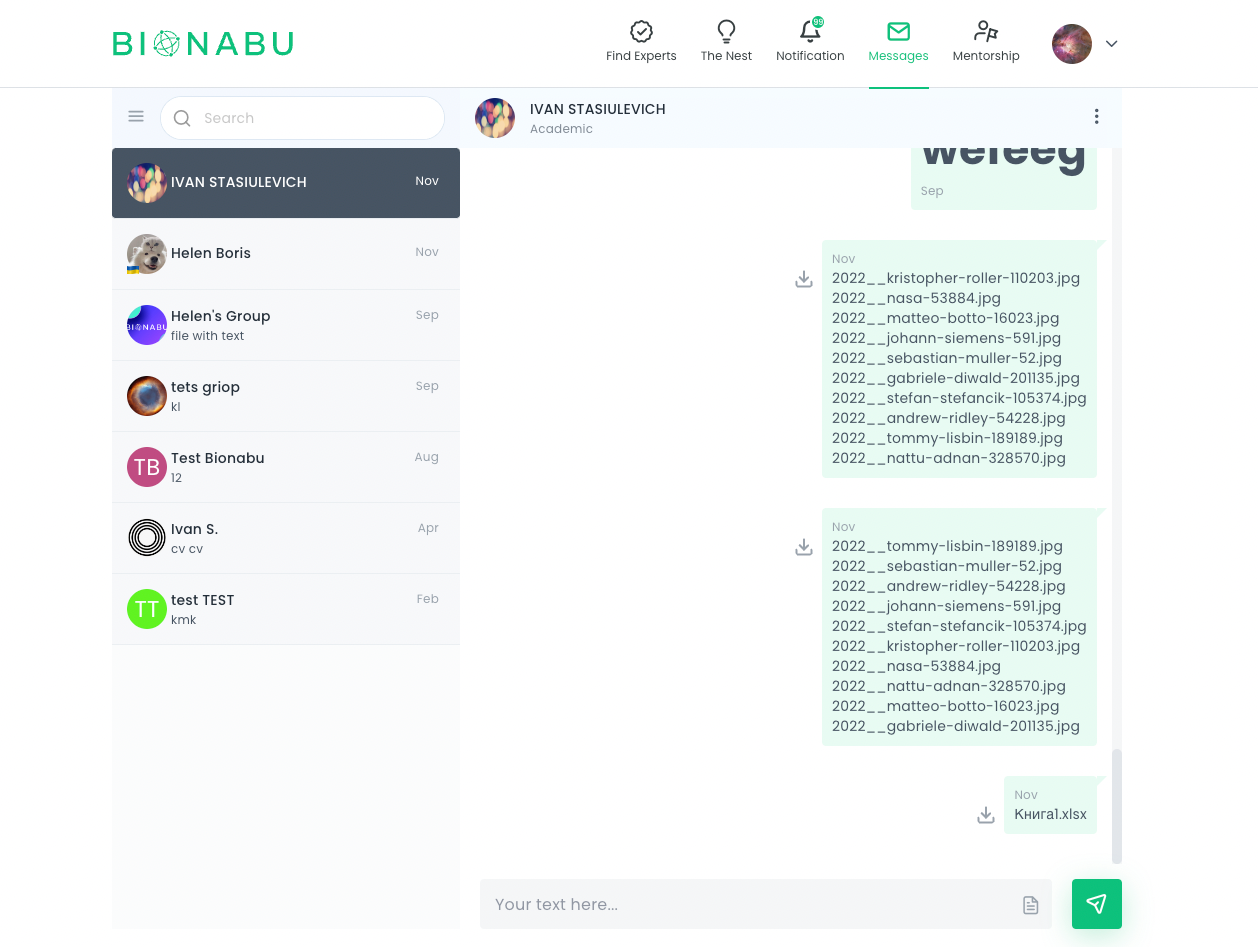 BIONABU
Find Experts
The Nest
99
Notification
Messages
Mentorship
Search
IVAN STASIULEVICH
Nov
Helen Boris
Nov
BIONABU
Helen's Group
Sep
file with text
tets griop
Sep
kl
TB
Test Bionabu
Aug
12
Ivan S.
Apr
cv cv
TT
test TEST
Feb
kmk
IVAN STASIULEVICH
Academic
wefeeg
Sep
Nov
2022__kristopher-roller-110203.jpg
2022__nasa-53884.jpg
2022__matteo-botto-16023.jpg
2022__johann-siemens-591.jpg
2022__sebastian-muller-52.jpg
2022__gabriele-diwald-201135.jpg
2022__stefan-stefancik-105374.jpg
2022__andrew-ridley-54228.jpg
2022__tommy-lisbin-189189.jpg
2022__nattu-adnan-328570.jpg
Nov
2022__tommy-lisbin-189189.jpg
2022__sebastian-muller-52.jpg
2022__andrew-ridley-54228.jpg
2022__johann-siemens-591.jpg
2022__stefan-stefancik-105374.jpg
2022__kristopher-roller-110203.jpg
2022__nasa-53884.jpg
2022__nattu-adnan-328570.jpg
2022__matteo-botto-16023.jpg
2022__gabriele-diwald-201135.jpg
Nov
Книга1.xlsx
Your text here...